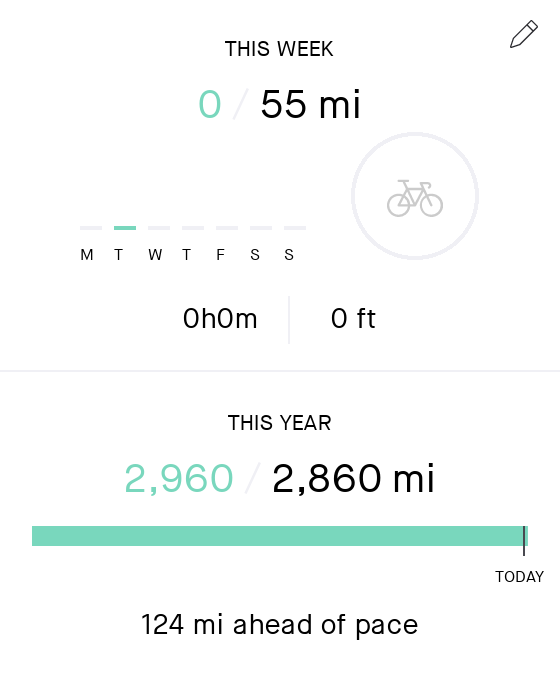 THIS WEEK
0 / 55 mi
M T W T F S S
0h0m 0 ft
THIS YEAR
2,960 / 2,860 mi
TODAY
124 mi ahead of pace